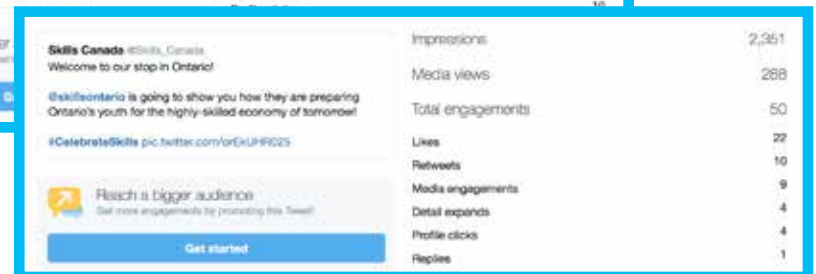 10
Skills Canada @Skills_Canada
Welcome to our stop in Ontario!
@skillsontario is going to show you how they are preparing
Ontario's youth for the highly-skilled economy of tomorrow!
#CelebrateSkills pic.twitter.com/orEkUHR02S
Reach a bigger audience
Get more engagements by promoting this Tweet!
Get started
Impressions 2,351
Media views 288
Total engagements 50
Likes 22
Retweets 10
Media engagements 9
Detail expands 4
Profile clicks 4
Replies 1